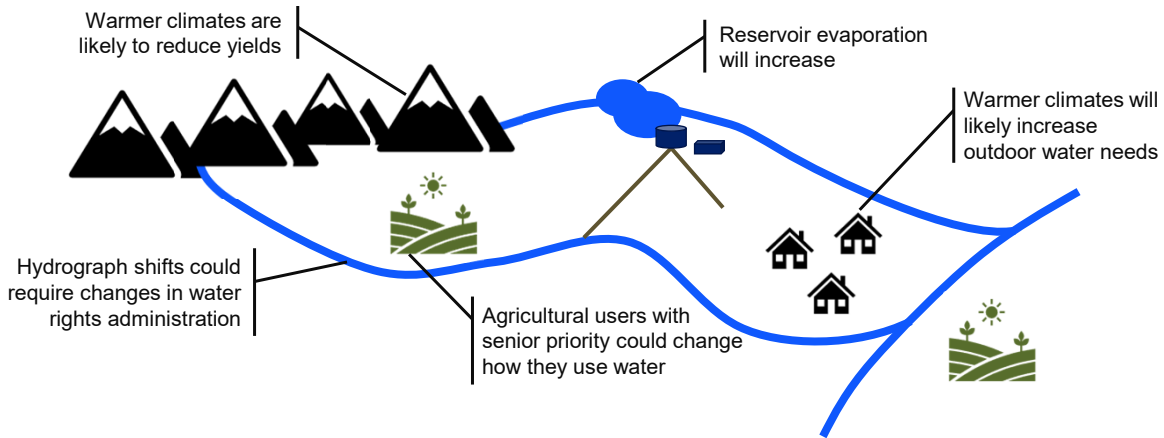 Warmer climates are
likely to reduce yields
Reservoir evaporation
will increase
Warmer climates will
likely increase
outdoor water needs
Hydrograph shifts could
require changes in water
rights administration
Agricultural users with
senior priority could change
how they use water